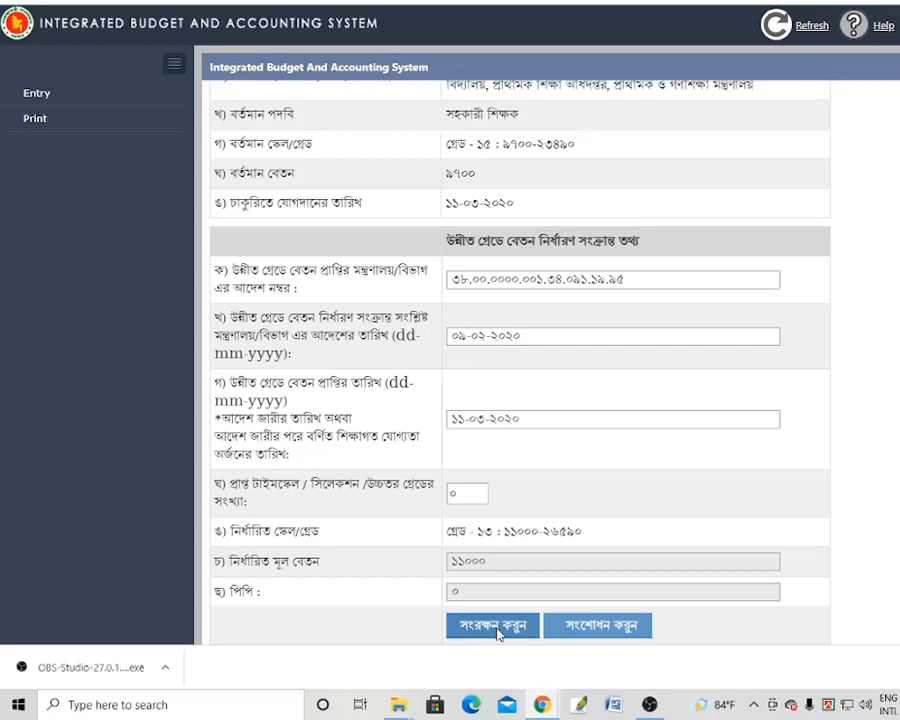 INTEGRATED BUDGET AND ACCOUNTING SYSTEM
Refresh
Help
Integrated Budget And Accounting System
Entry
Print
বিদ্যালয়, প্রাথমিক শিক্ষা অধিদপ্তর, প্রাথমিক ও গণশিক্ষা মন্ত্রণালয়
খ) বর্তমান পদবি
সহকারী শিক্ষক
গ) বর্তমান স্কেল/গ্রেড
গ্রেড - ১৫ : ৯৭০০-২৩৪৯০
ঘ) বর্তমান বেতন
৯৭০০
ঙ) চাকুরিতে যোগদানের তারিখ
১১-০৩-২০২০
উন্নীত গ্রেডে বেতন নির্ধারণ সংক্রান্ত তথ্য
ক) উন্নীত গ্রেডে বেতন প্রাপ্তির মন্ত্রণালয়/বিভাগ
এর আদেশ নম্বর :
৩৮.০০.০০০০.০০১.৩৪.০৯১.১৯.৯৫
খ) উন্নীত গ্রেডে বেতন নির্ধারণ সংক্রান্ত সংশ্লিষ্ট
মন্ত্রণালয়/বিভাগ এর আদেশের তারিখ (dd-
mm-yyyy):
০৯-০২-২০২০
গ) উন্নীত গ্রেডে বেতন প্রাপ্তির তারিখ (dd-
mm-yyyy)
*আদেশ জারীর তারিখ অথবা
আদেশ জারীর পরে বর্ণিত শিক্ষাগত যোগ্যতা
অর্জনের তারিখ:
১১-০৩-২০২০
ঘ) প্রাপ্ত টাইমস্কেল / সিলেকশন /উচ্চতর গ্রেডের
সংখ্যা:
০
ঙ) নির্ধারিত স্কেল/গ্রেড
গ্রেড - ১৩ : ১১০০০-২৬৫৯০
চ) নির্ধারিত মূল বেতন
১১০০০
ছ) পিপি :
০
সংরক্ষন করুন
সংশোধন করুন
OBS-Studio-27.0.1....exe
Type here to search
84°F
ENG
INTL